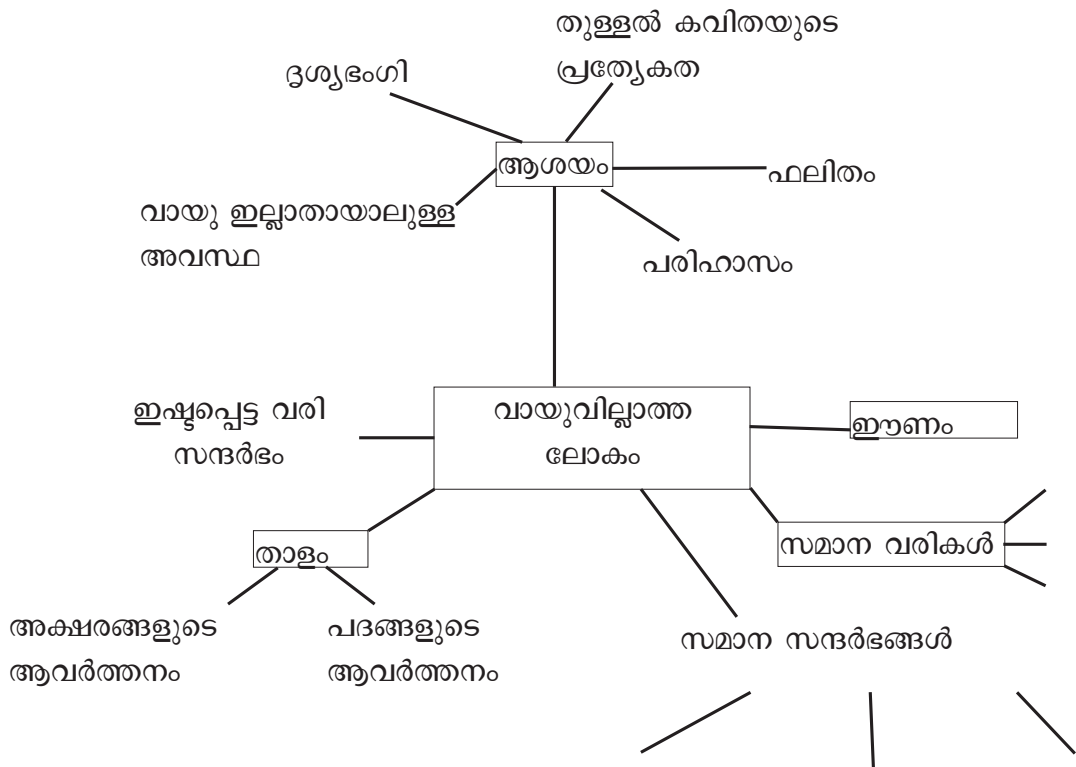 തുള്ളൽ കവിതയുടെ
പ്രത്യേകത
ദൃശ്യഭംഗി
ആശയം
ഫലിതം
വായു ഇല്ലാതായാലുള്ള
അവസ്ഥ
പരിഹാസം
ഇഷ്ടപ്പെട്ട വരി
സന്ദർഭം
വായുവില്ലാത്ത
ലോകം
ഈണം
താളം
സമാന വരികൾ
അക്ഷരങ്ങളുടെ
ആവർത്തനം
പദങ്ങളുടെ
ആവർത്തനം
സമാന സന്ദർഭങ്ങൾ